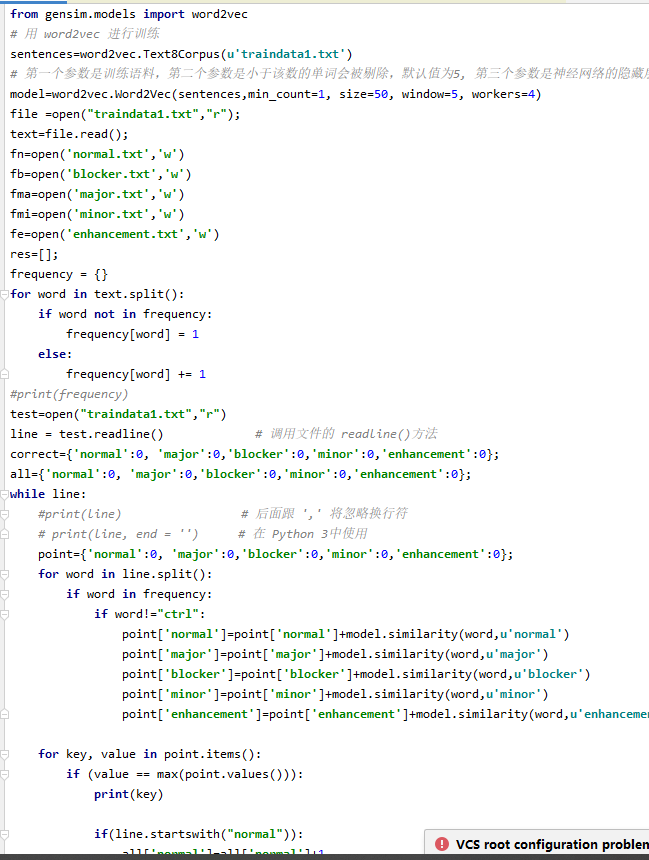 from gensim.models import word2vec
# 用 word2vec 进行训练
sentences=word2vec.Text8Corpus(u'traindata1.txt')
# 第一个参数是训练语料，第二个参数是小于该数的单词会被剔除，默认值为5, 第三个参数是神经网络的隐藏
model=word2vec.Word2Vec(sentences,min_count=1, size=50, window=5, workers=4)
file =open("traindata1.txt","r");
text=file.read();
fn=open('normal.txt','w')
fb=open('blocker.txt','w')
fma=open('major.txt','w')
fmi=open('minor.txt','w')
fe=open('enhancement.txt','w')
res=[];
frequency = {}
for word in text.split():
    if word not in frequency:
        frequency[word] = 1
    else:
        frequency[word] += 1
#print(frequency)
test=open("traindata1.txt","r")
line = test.readline()             # 调用文件的 readline()方法
correct={'normal':0, 'major':0,'blocker':0,'minor':0,'enhancement':0};
all={'normal':0, 'major':0,'blocker':0,'minor':0,'enhancement':0};
while line:
    #print(line)                 # 后面跟 ',' 将忽略换行符
    # print(line, end = '')      # 在 Python 3中使用
    point={'normal':0, 'major':0,'blocker':0,'minor':0,'enhancement':0};
    for word in line.split():
        if word in frequency:
            if word!="ctrl":
                point['normal']=point['normal']+model.similarity(word,u'normal')
                point['major']=point['major']+model.similarity(word,u'major')
                point['blocker']=point['blocker']+model.similarity(word,u'blocker')
                point['minor']=point['minor']+model.similarity(word,u'minor')
                point['enhancement']=point['enhancement']+model.similarity(word,u'enhanceme
    for key, value in point.items():
        if (value == max(point.values())):
            print(key)
            if(line.startswith("normal")):
                all['normal']=all['normal']+1
VCS root configuration problem